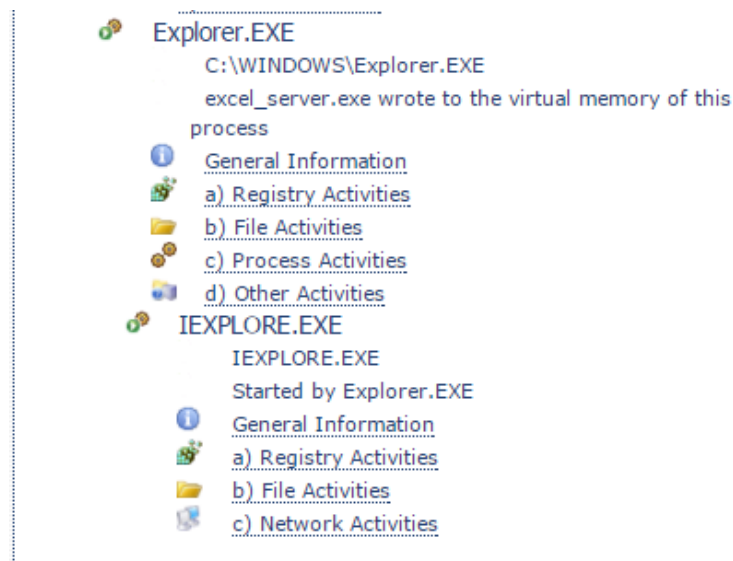 Explorer.EXE
C:\WINDOWS\Explorer.EXE
excel_server.exe wrote to the virtual memory of this
process
General Information
a) Registry Activities
b) File Activities
c) Process Activities
d) Other Activities
IEXPLORE.EXE
IEXPLORE.EXE
Started by Explorer.EXE
General Information
a) Registry Activities
b) File Activities
c) Network Activities